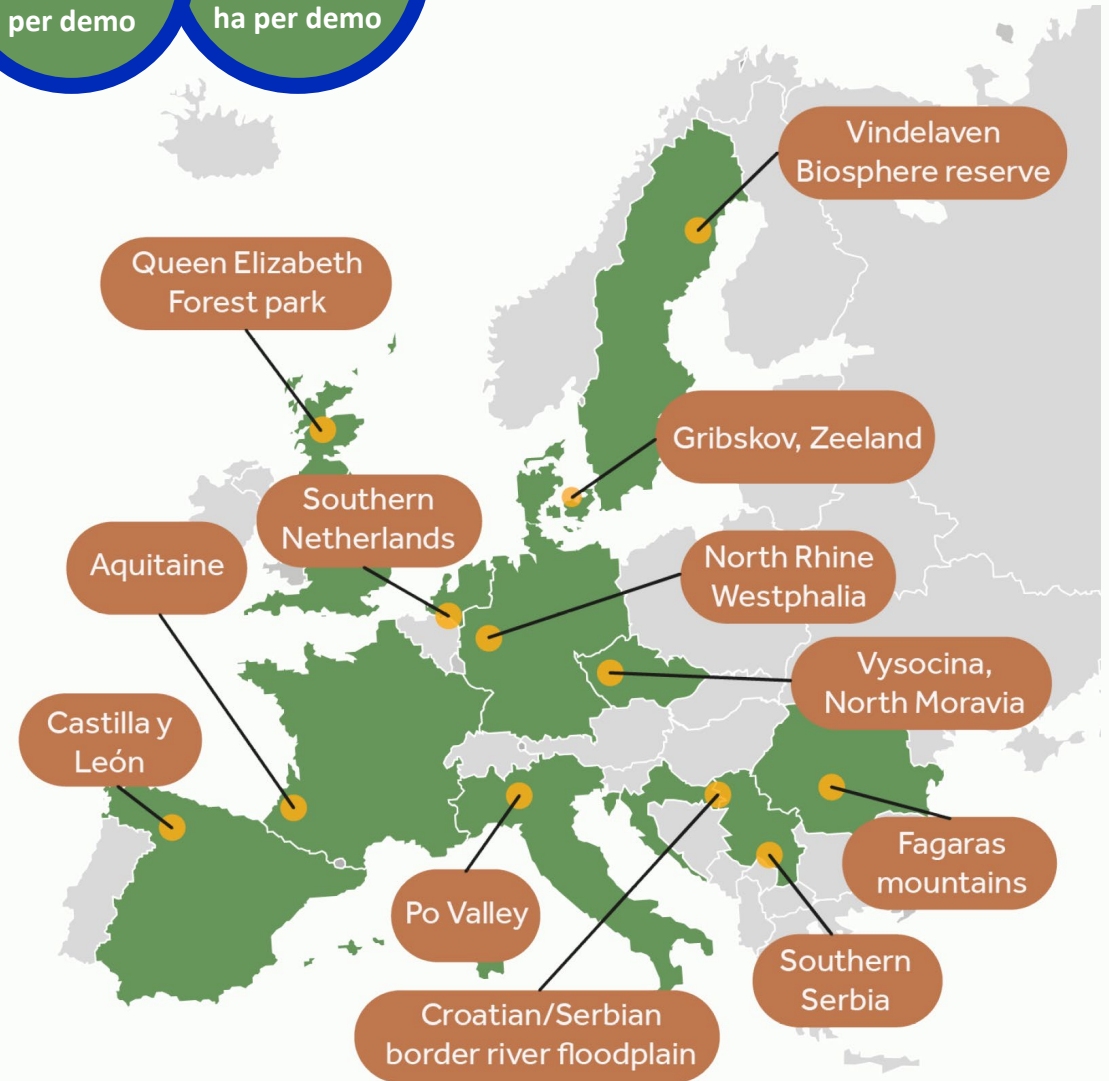 per demo
ha per demo
Vindelaven
Biosphere reserve
Queen Elizabeth
Forest park
Gribskov, Zeeland
Southern
Netherlands
Aquitaine
North Rhine
Westphalia
Vysocina,
North Moravia
Castilla y
León
Fagaras
mountains
Po Valley
Southern
Serbia
Croatian/Serbian
border river floodplain